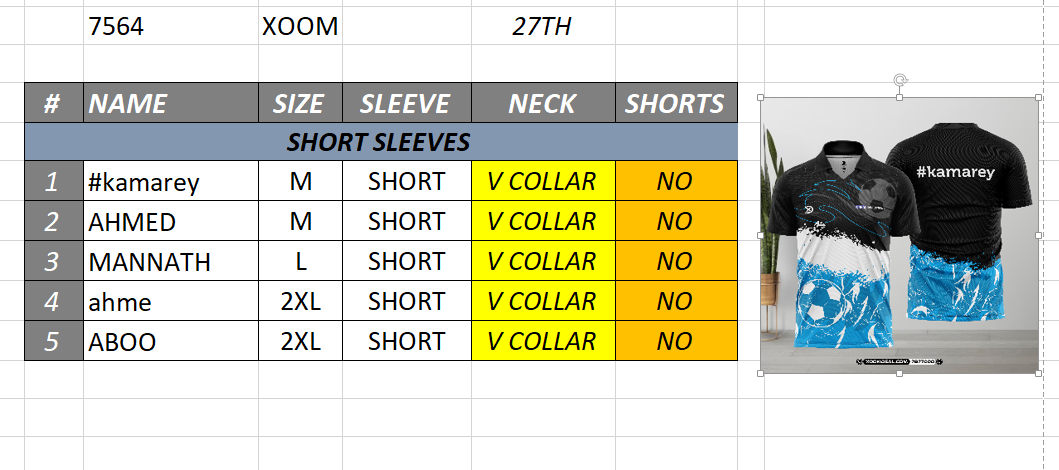 7564 XOOM 27TH
# NAME SIZE SLEEVE NECK SHORTS
SHORT SLEEVES
1 #kamarey M SHORT V COLLAR NO
2 AHMED M SHORT V COLLAR NO
3 MANNATH L SHORT V COLLAR NO
4 ahme 2XL SHORT V COLLAR NO
5 ABOO 2XL SHORT V COLLAR NO
#kamarey